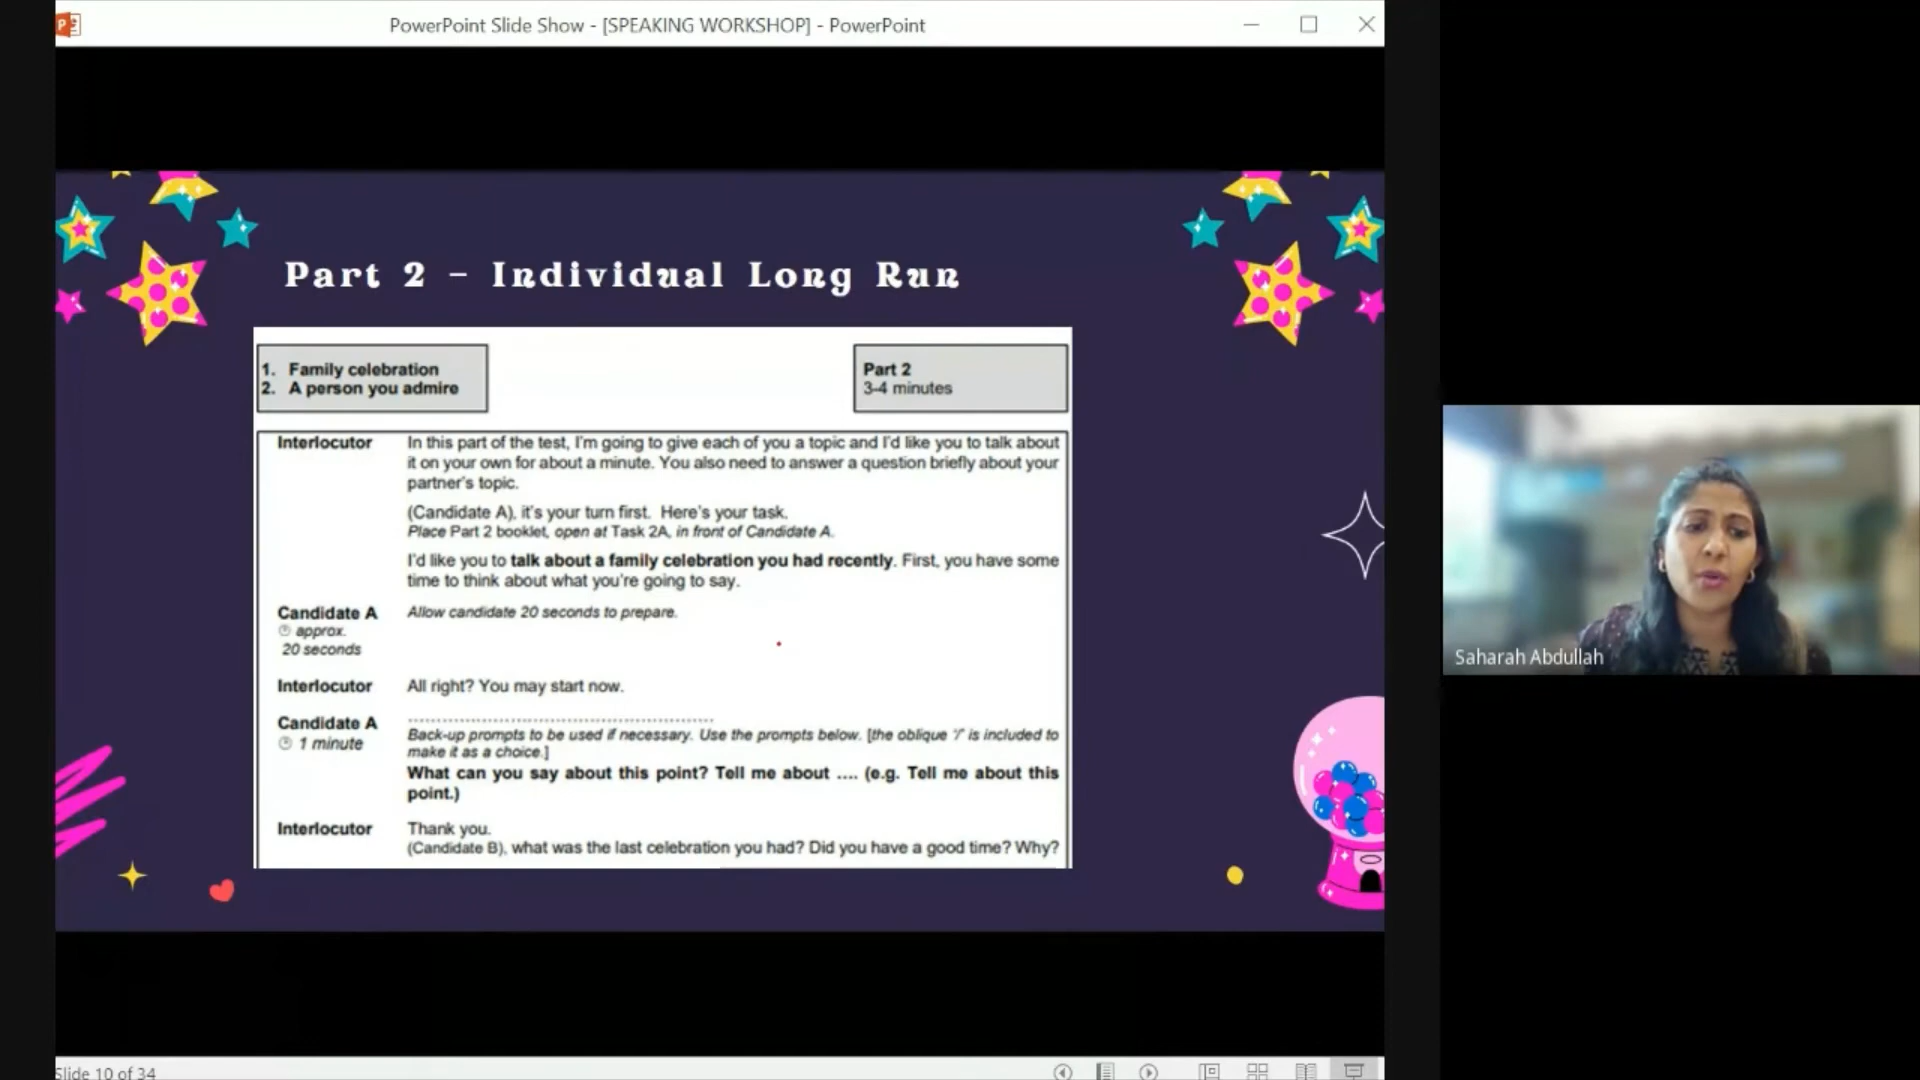 PowerPoint Slide Show - [SPEAKING WORKSHOP] - PowerPoint
Part 2 - Individual Long Run
1. Family celebration
2. A person you admire
Part 2
3-4 minutes
Interlocutor
In this part of the test, I'm going to give each of you a topic and I'd like you to talk about
it on your own for about a minute. You also need to answer a question briefly about your
partner's topic.
(Candidate A), it's your turn first. Here's your task.
Place Part 2 booklet, open at Task 2A, in front of Candidate A.
I'd like you to talk about a family celebration you had recently. First, you have some
time to think about what you're going to say.
Candidate A
approx.
20 seconds
Allow candidate 20 seconds to prepare.
Interlocutor
All right? You may start now.
Candidate A
1 minute
....................................................
Back-up prompts to be used if necessary. Use the prompts below. [the oblique '/' is included to
make it as a choice.]
What can you say about this point? Tell me about .... (e.g. Tell me about this
point.)
Interlocutor
Thank you.
(Candidate B), what was the last celebration you had? Did you have a good time? Why?
Saharah Abdullah
Slide 10 of 34